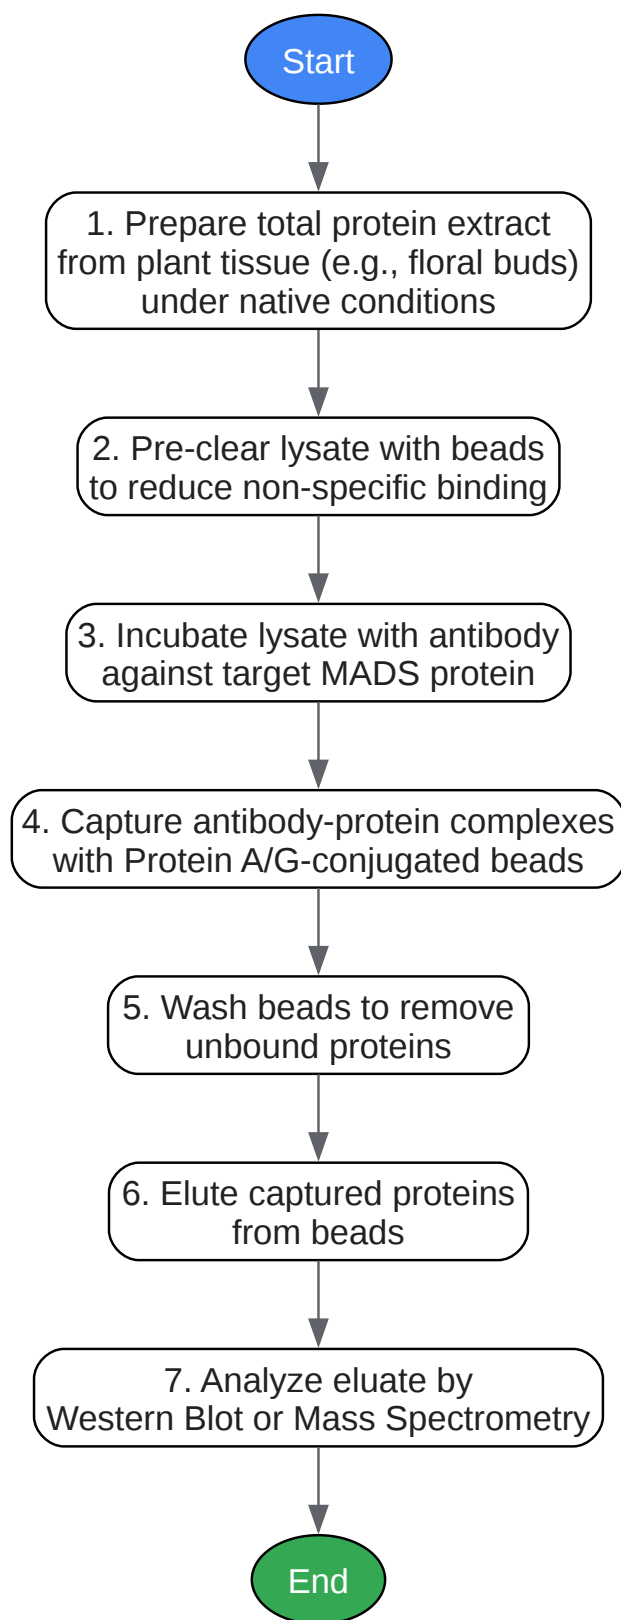 Start
1. Prepare total protein extract
from plant tissue (e.g., floral buds)
under native conditions
2. Pre-clear lysate with beads
to reduce non-specific binding
3. Incubate lysate with antibody
against target MADS protein
4. Capture antibody-protein complexes
with Protein A/G-conjugated beads
5. Wash beads to remove
unbound proteins
6. Elute captured proteins
from beads
7. Analyze eluate by
Western Blot or Mass Spectrometry
End